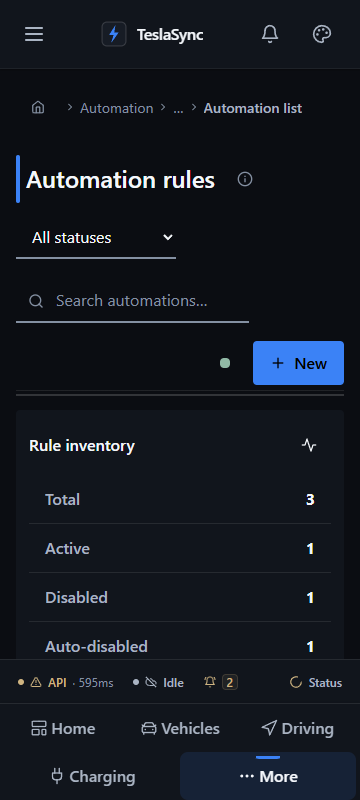 TeslaSync
Automation
...
Automation list
Automation rules
All statuses
Search automations...
New
Rule inventory
Total 3
Active 1
Disabled 1
Auto-disabled 1
API · 595ms Idle 2 Status
Home Vehicles Driving
Charging More